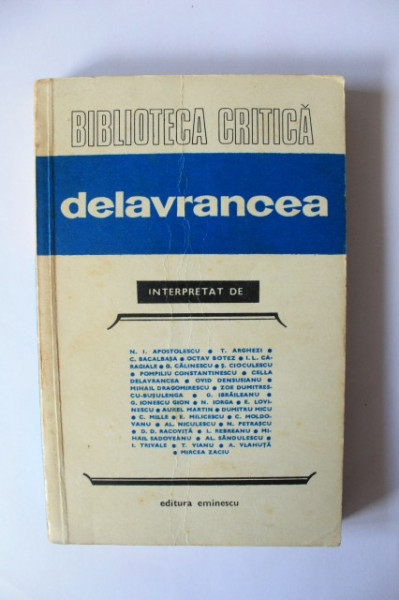 BIBLIOTECA CRITICĂ
delavrancea
INTERPRETAT DE
N. I. APOSTOLESCU ● T. ARGHEZI ●
C. BACALBAȘA ● OCTAV BOTEZ ● I. L. CA-
RAGIALE ● G. CĂLINESCU ● Ș. CIOCULESCU ●
POMPILIU CONSTANTINESCU ● CELLA
DELAVRANCEA ● OVID DENSUSIANU ●
MIHAIL DRAGOMIRESCU ● ZOE DUMITRES-
CU-BUȘULENGA ● G. IBRĂILEANU ●
G. IONESCU GION ● N. IORGA ● E. LOVI-
NESCU ● AUREL MARTIN ● DUMITRU MICU
● C. MILLE ● E. MILICESCU ● C. MOLDO-
VANU ● AL. NICULESCU ● N. PETRAȘCU
● D. D. RACOVIȚĂ ● L. REBREANU ● MI-
HAIL SADOVEANU ● AL. SĂNDULESCU ●
I. TRIVALE ● T. VIANU ● A. VLAHUȚĂ
● MIRCEA ZACIU
editura eminescu